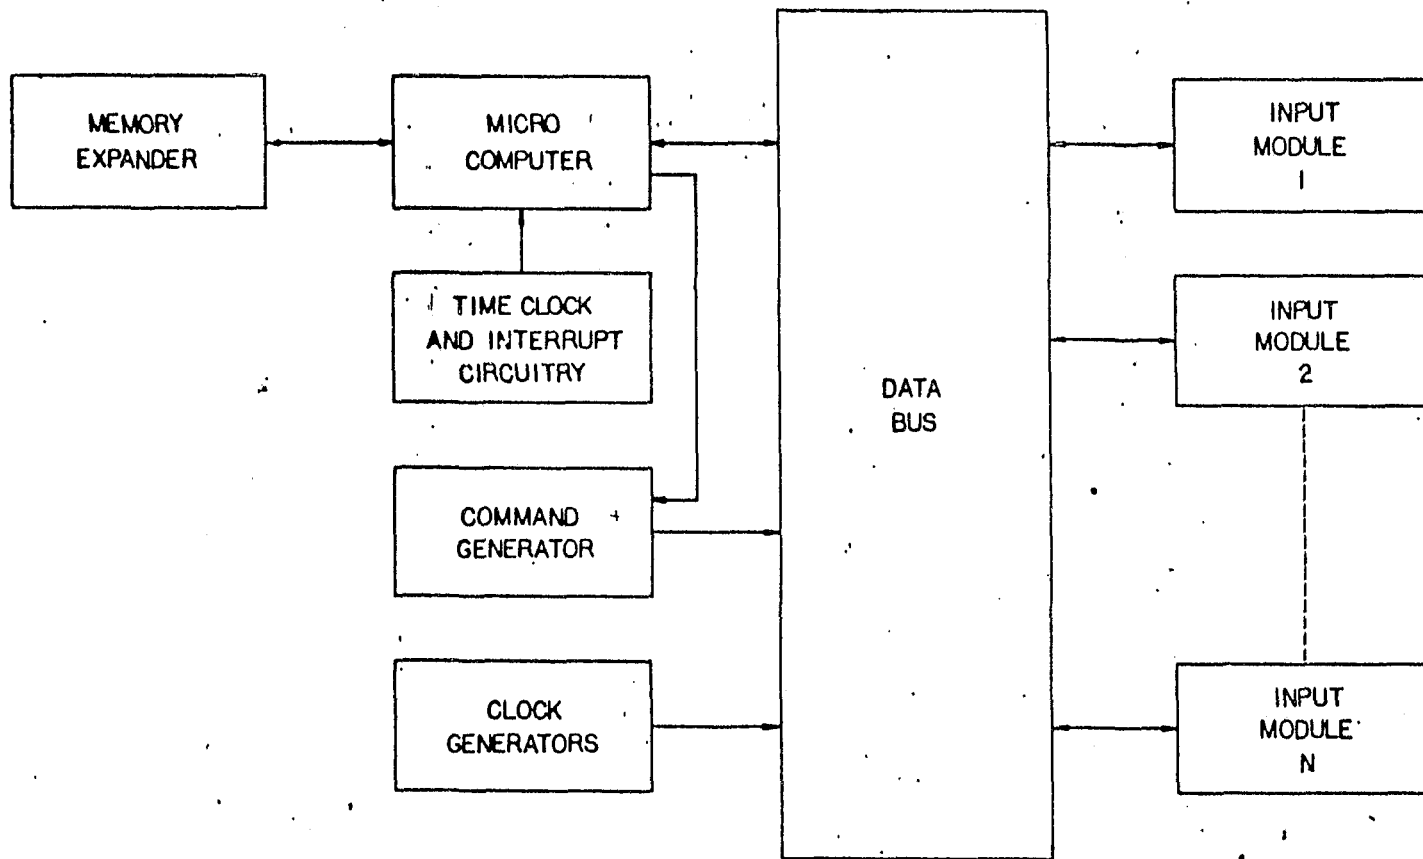 MEMORY
EXPANDER
MICRO
COMPUTER
TIME CLOCK
AND INTERRUPT
CIRCUITRY
COMMAND
GENERATOR
CLOCK
GENERATORS
DATA
BUS
INPUT
MODULE
1
INPUT
MODULE
2
INPUT
MODULE
N